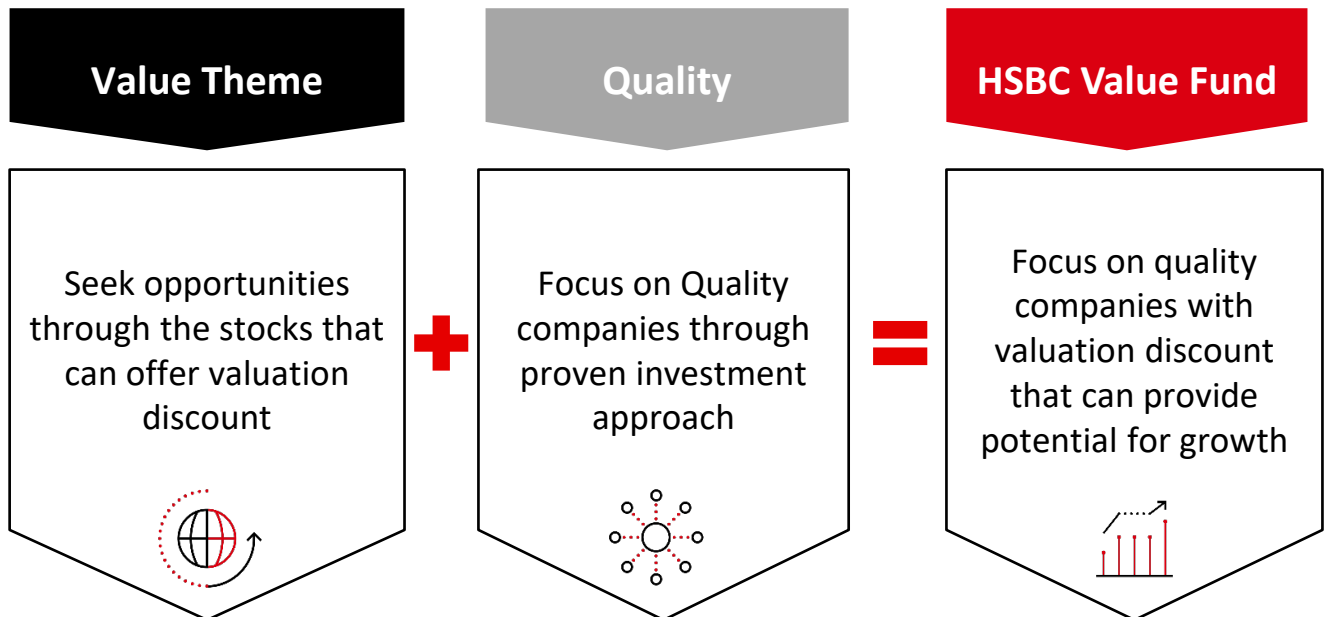 Value Theme
Quality
HSBC Value Fund
Seek opportunities
through the stocks that
can offer valuation
discount
Focus on Quality
companies through
proven investment
approach
Focus on quality
companies with
valuation discount
that can provide
potential for growth